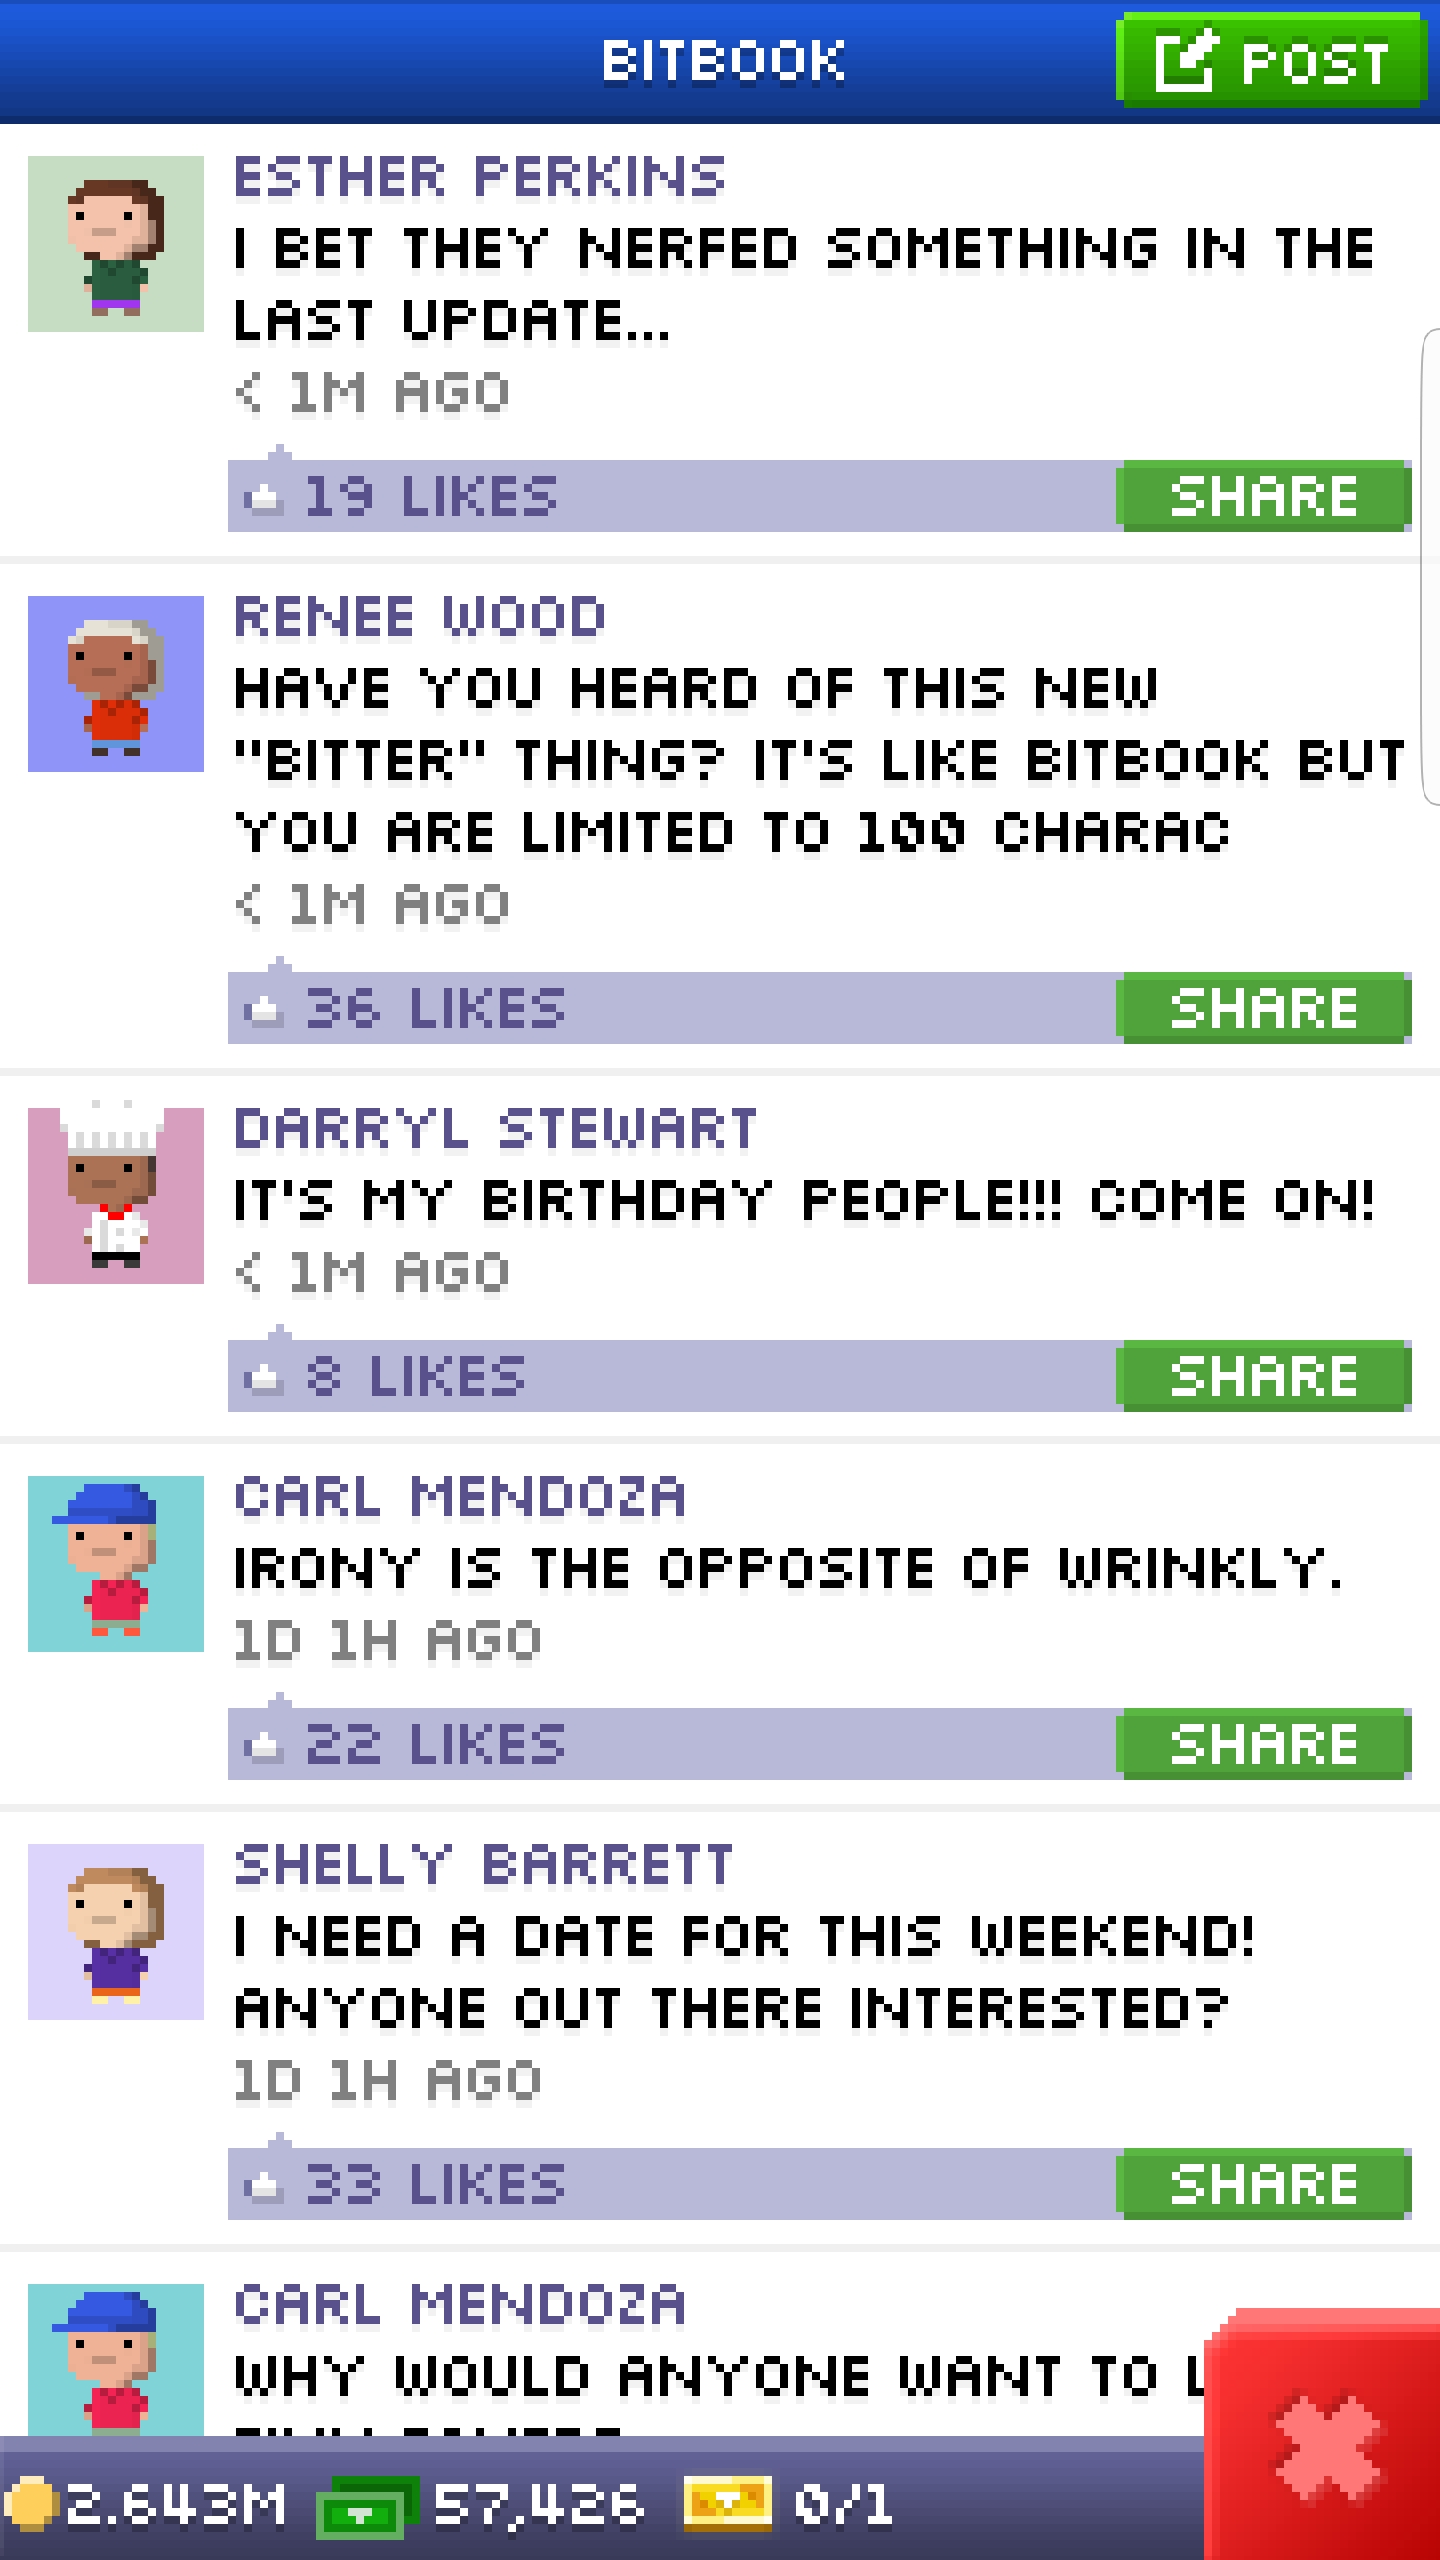 BITBOOK
POST
ESTHER PERKINS
I BET THEY NERFED SOMETHING IN THE
LAST UPDATE...
< 1M AGO
19 LIKES
SHARE
RENEE WOOD
HAVE YOU HEARD OF THIS NEW
"BITTER" THING? IT'S LIKE BITBOOK BUT
YOU ARE LIMITED TO 100 CHARAC
< 1M AGO
36 LIKES
SHARE
DARRYL STEWART
IT'S MY BIRTHDAY PEOPLE!!! COME ON!
< 1M AGO
8 LIKES
SHARE
CARL MENDOZA
IRONY IS THE OPPOSITE OF WRINKLY.
1D 1H AGO
22 LIKES
SHARE
SHELLY BARRETT
I NEED A DATE FOR THIS WEEKEND!
ANYONE OUT THERE INTERESTED?
1D 1H AGO
33 LIKES
SHARE
CARL MENDOZA
WHY WOULD ANYONE WANT TO
2.643M
57,426
0/1